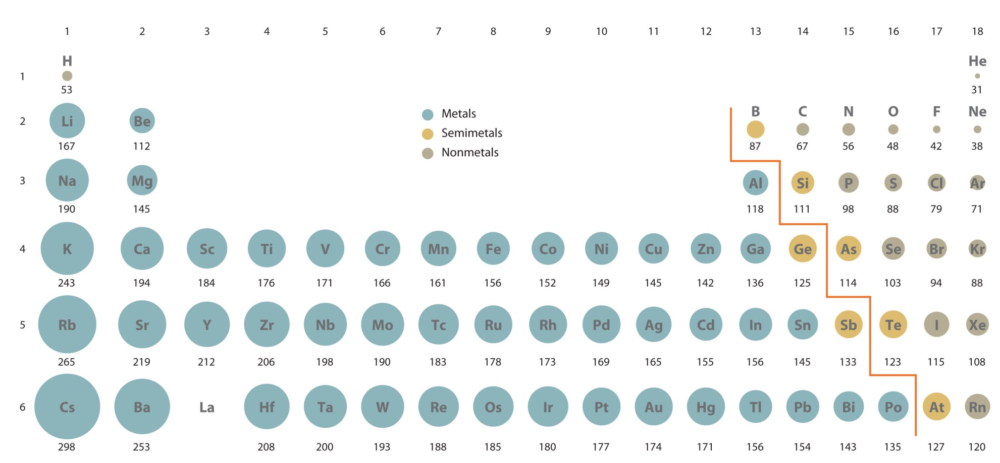 1 2 3 4 5 6 7 8 9 10 11 12 13 14 15 16 17 18
H He
1
53 31
Metals
B C N O F Ne
2 Li Be
Semimetals
167 112 87 67 56 48 42 38
Nonmetals
3 Na Mg Al Si P S Cl Ar
190 145 118 111 98 88 79 71
4 K Ca Sc Ti V Cr Mn Fe Co Ni Cu Zn Ga Ge As Se Br Kr
243 194 184 176 171 166 161 156 152 149 145 142 136 125 114 103 94 88
5 Rb Sr Y Zr Nb Mo Tc Ru Rh Pd Ag Cd In Sn Sb Te I Xe
265 219 212 206 198 190 183 178 173 169 165 155 156 145 133 123 115 108
6 Cs Ba La Hf Ta W Re Os Ir Pt Au Hg Tl Pb Bi Po At Rn
298 253 208 200 193 188 185 180 177 174 171 156 154 143 135 127 120